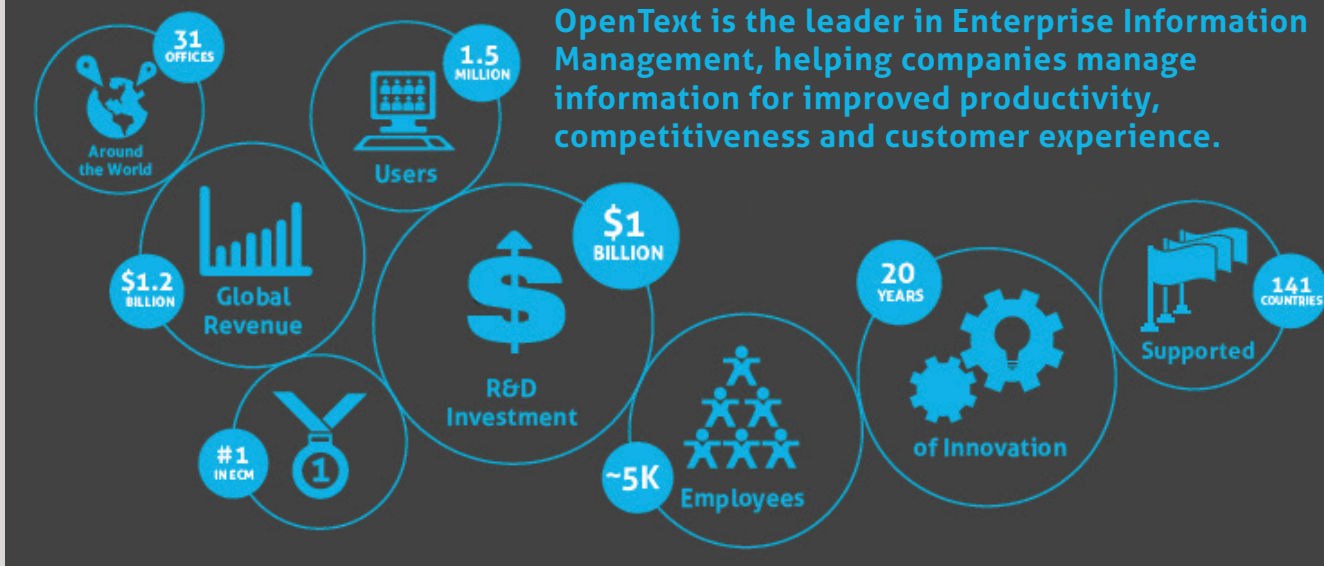 OpenText is the leader in Enterprise Information
Management, helping companies manage
information for improved productivity,
competitiveness and customer experience.
31
OFFICES
Around
the World
1.5
MILLION
Users
$1.2
BILLION
Global
Revenue
$1
BILLION
R&D
Investment
#1
IN ECM
1
~5K
Employees
20
YEARS
of Innovation
141
COUNTRIES
Supported